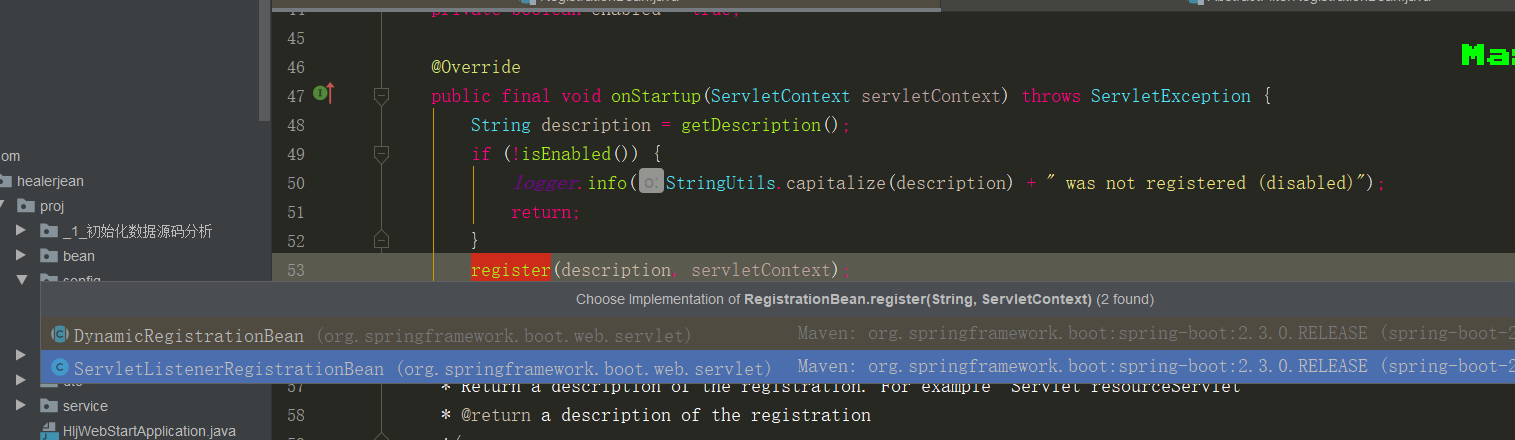 RegistrationBean.java
44 private boolean enabled = true;
45
46 @Override
47 public final void onStartup(ServletContext servletContext) throws ServletException {
48 String description = getDescription();
49 if (!isEnabled()) {
50 logger.info( o: StringUtils.capitalize(description) + " was not registered (disabled)");
51 return;
52 }
53 register(description, servletContext);
om
healerjean
proj
_1_初始化数据源码分析
bean
config
Choose Implementation of RegistrationBean.register(String, ServletContext) (2 found)
DynamicRegistrationBean (org.springframework.boot.web.servlet) Maven: org.springframework.boot:spring-boot:2.3.0.RELEASE (spring-boot-2
ServletListenerRegistrationBean (org.springframework.boot.web.servlet) Maven: org.springframework.boot:spring-boot:2.3.0.RELEASE (spring-boot-2
57 * Return a description of the registration. For example Servlet resourceServlet
58 * @return a description of the registration
service
HljWebStartApplication.java
Ma